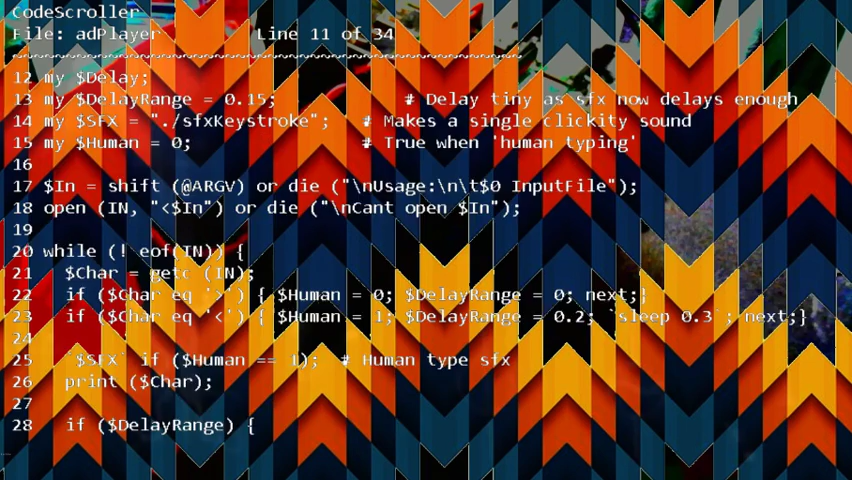 CodeScroller
File: adPlayer Line 11 of 34
~~~~~~~~~~~~~~~~~~~~~~~~~~~~~~~~~~~~~~~~~~~~~~~
12 my $Delay;
13 my $DelayRange = 0.15; # Delay tiny as sfx now delays enough
14 my $SFX = "./sfxKeystroke"; # Makes a single clickity sound
15 my $Human = 0; # True when 'human typing'
16
17 $In = shift (@ARGV) or die ("\nUsage:\n\t$0 InputFile");
18 open (IN, "<$In") or die ("\nCant open $In");
19
20 while (! eof(IN)) {
21 $Char = getc (IN);
22 if ($Char eq '>') { $Human = 0; $DelayRange = 0; next;}
23 if ($Char eq '<') { $Human = 1; $DelayRange = 0.2; `sleep 0.3`; next;}
24
25 `$SFX` if ($Human == 1); # Human type sfx
26 print ($Char);
27
28 if ($DelayRange) {